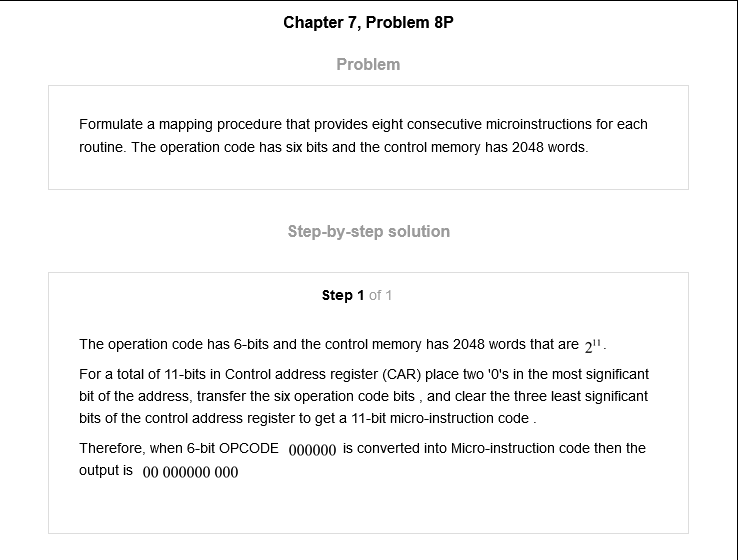 Chapter 7, Problem 8P
Problem
Formulate a mapping procedure that provides eight consecutive microinstructions for each
routine. The operation code has six bits and the control memory has 2048 words.
Step-by-step solution
Step 1 of 1
The operation code has 6-bits and the control memory has 2048 words that are 2¹¹.
For a total of 11-bits in Control address register (CAR) place two '0's in the most significant
bit of the address, transfer the six operation code bits , and clear the three least significant
bits of the control address register to get a 11-bit micro-instruction code .
Therefore, when 6-bit OPCODE 000000 is converted into Micro-instruction code then the
output is 00 000000 000